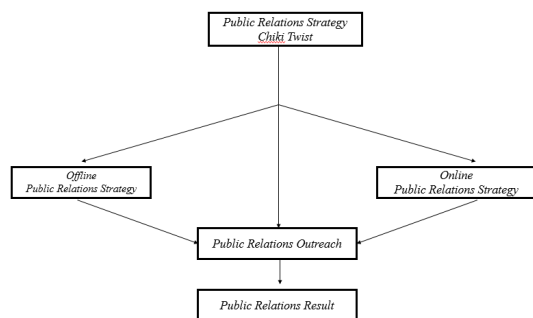 Public Relations Strategy
Chiki Twist
Offline
Public Relations Strategy
Online
Public Relations Strategy
Public Relations Outreach
Public Relations Result